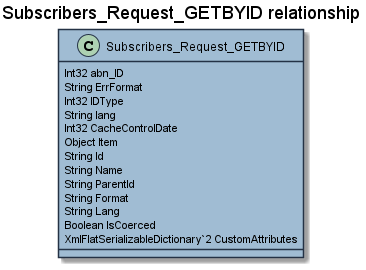 Subscribers_Request_GETBYID relationship
C Subscribers_Request_GETBYID
Int32 abn_ID
String ErrFormat
Int32 IDType
String lang
Int32 CacheControlDate
Object Item
String Id
String Name
String ParentId
String Format
String Lang
Boolean IsCoerced
XmlFlatSerializableDictionary`2 CustomAttributes